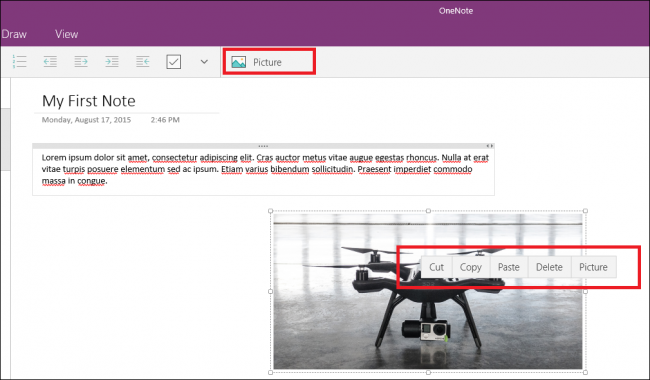 OneNote
Draw View
Picture
My First Note
Monday, August 17, 2015 2:46 PM
Lorem ipsum dolor sit amet, consectetur adipiscing elit. Cras auctor metus vitae augue egestas rhoncus. Nulla at erat
vitae turpis posuere elementum sed ac ipsum. Etiam varius bibendum sollicitudin. Praesent imperdiet commodo
massa in congue.
Cut Copy Paste Delete Picture